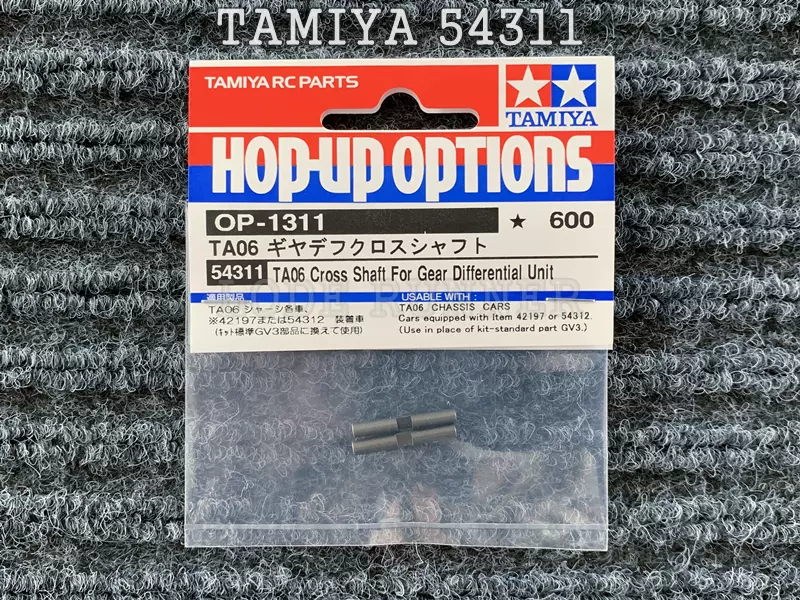 TAMIYA 54311
TAMIYA RC PARTS
TAMIYA
HOP-UP OPTIONS
OP-1311 ★ 600
TA06 ギヤデフクロスシャフト
54311 TA06 Cross Shaft For Gear Differential Unit
RUNNER
適用製品
TA06 シャーシ各車、
※42197または54312 装着車
(キット標準GV3部品に換えて使用)
USABLE WITH :
TA06 CHASSIS CARS
Cars equipped with Item 42197 or 54312.
(Use in place of kit-standard part GV3.)